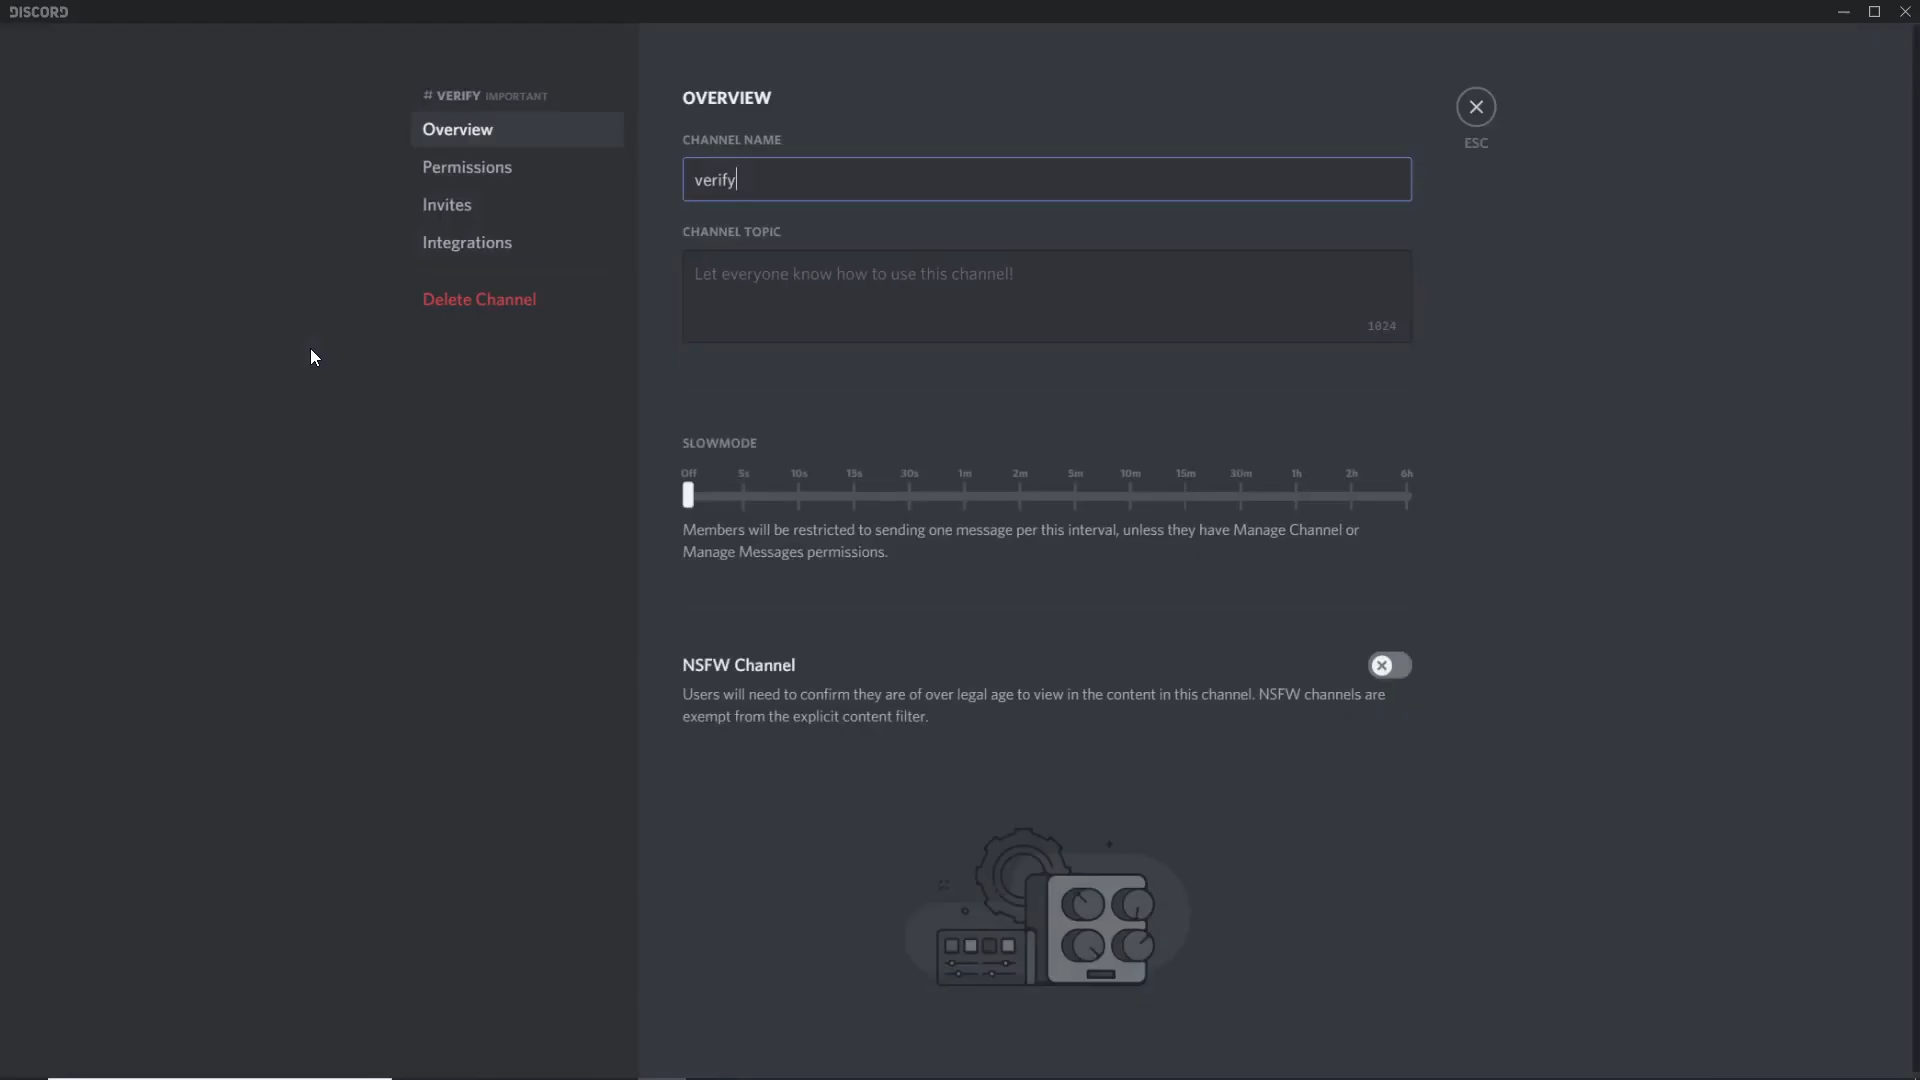 DISCORD
# VERIFY IMPORTANT
Overview
Permissions
Invites
Integrations
Delete Channel
OVERVIEW
ESC
CHANNEL NAME
verify
CHANNEL TOPIC
Let everyone know how to use this channel!
1024
SLOWMODE
Off 5s 10s 15s 30s 1m 2m 5m 10m 15m 30m 1h 2h 6h
Members will be restricted to sending one message per this interval, unless they have Manage Channel or
Manage Messages permissions.
NSFW Channel
Users will need to confirm they are of over legal age to view in the content in this channel. NSFW channels are
exempt from the explicit content filter.